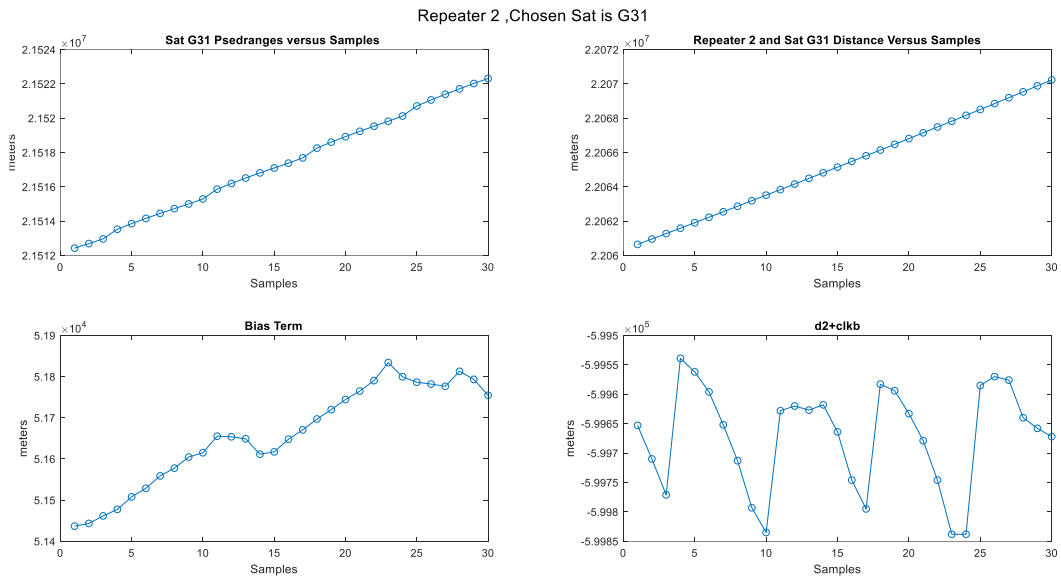 Repeater 2 ,Chosen Sat is G31
Sat G31 Psedranges versus Samples
×10^7
2.1524
2.1522
2.152
2.1518
2.1516
2.1514
2.1512
meters
0 5 10 15 20 25 30
Samples
Repeater 2 and Sat G31 Distance Versus Samples
×10^7
2.2072
2.207
2.2068
2.2066
2.2064
2.2062
2.206
meters
0 5 10 15 20 25 30
Samples
Bias Term
×10^4
5.19
5.18
5.17
5.16
5.15
5.14
meters
0 5 10 15 20 25 30
Samples
d2+clkb
×10^5
-5.9955
-5.9955
-5.996
-5.9965
-5.997
-5.9975
-5.998
-5.9985
meters
0 5 10 15 20 25 30
Samples